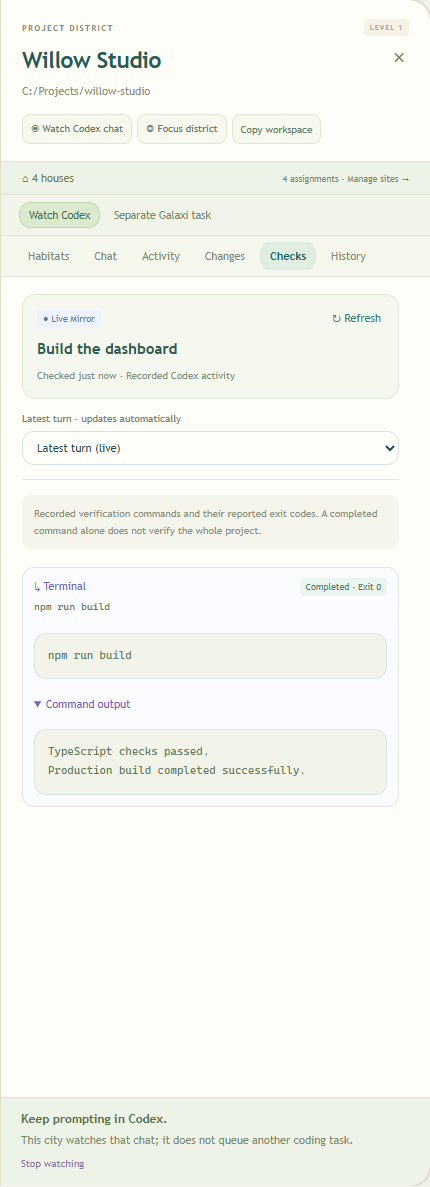 PROJECT DISTRICT
LEVEL 1
Willow Studio
×
C:/Projects/willow-studio
◉ Watch Codex chat
◎ Focus district
Copy workspace
⌂ 4 houses
4 assignments · Manage sites →
Watch Codex
Separate Galaxi task
Habitats
Chat
Activity
Changes
Checks
History
● Live Mirror
↻ Refresh
Build the dashboard
Checked just now · Recorded Codex activity
Latest turn · updates automatically
Latest turn (live)
Recorded verification commands and their reported exit codes. A completed
command alone does not verify the whole project.
↳ Terminal
Completed · Exit 0
npm run build
npm run build
▼ Command output
TypeScript checks passed.
Production build completed successfully.
Keep prompting in Codex.
This city watches that chat; it does not queue another coding task.
Stop watching